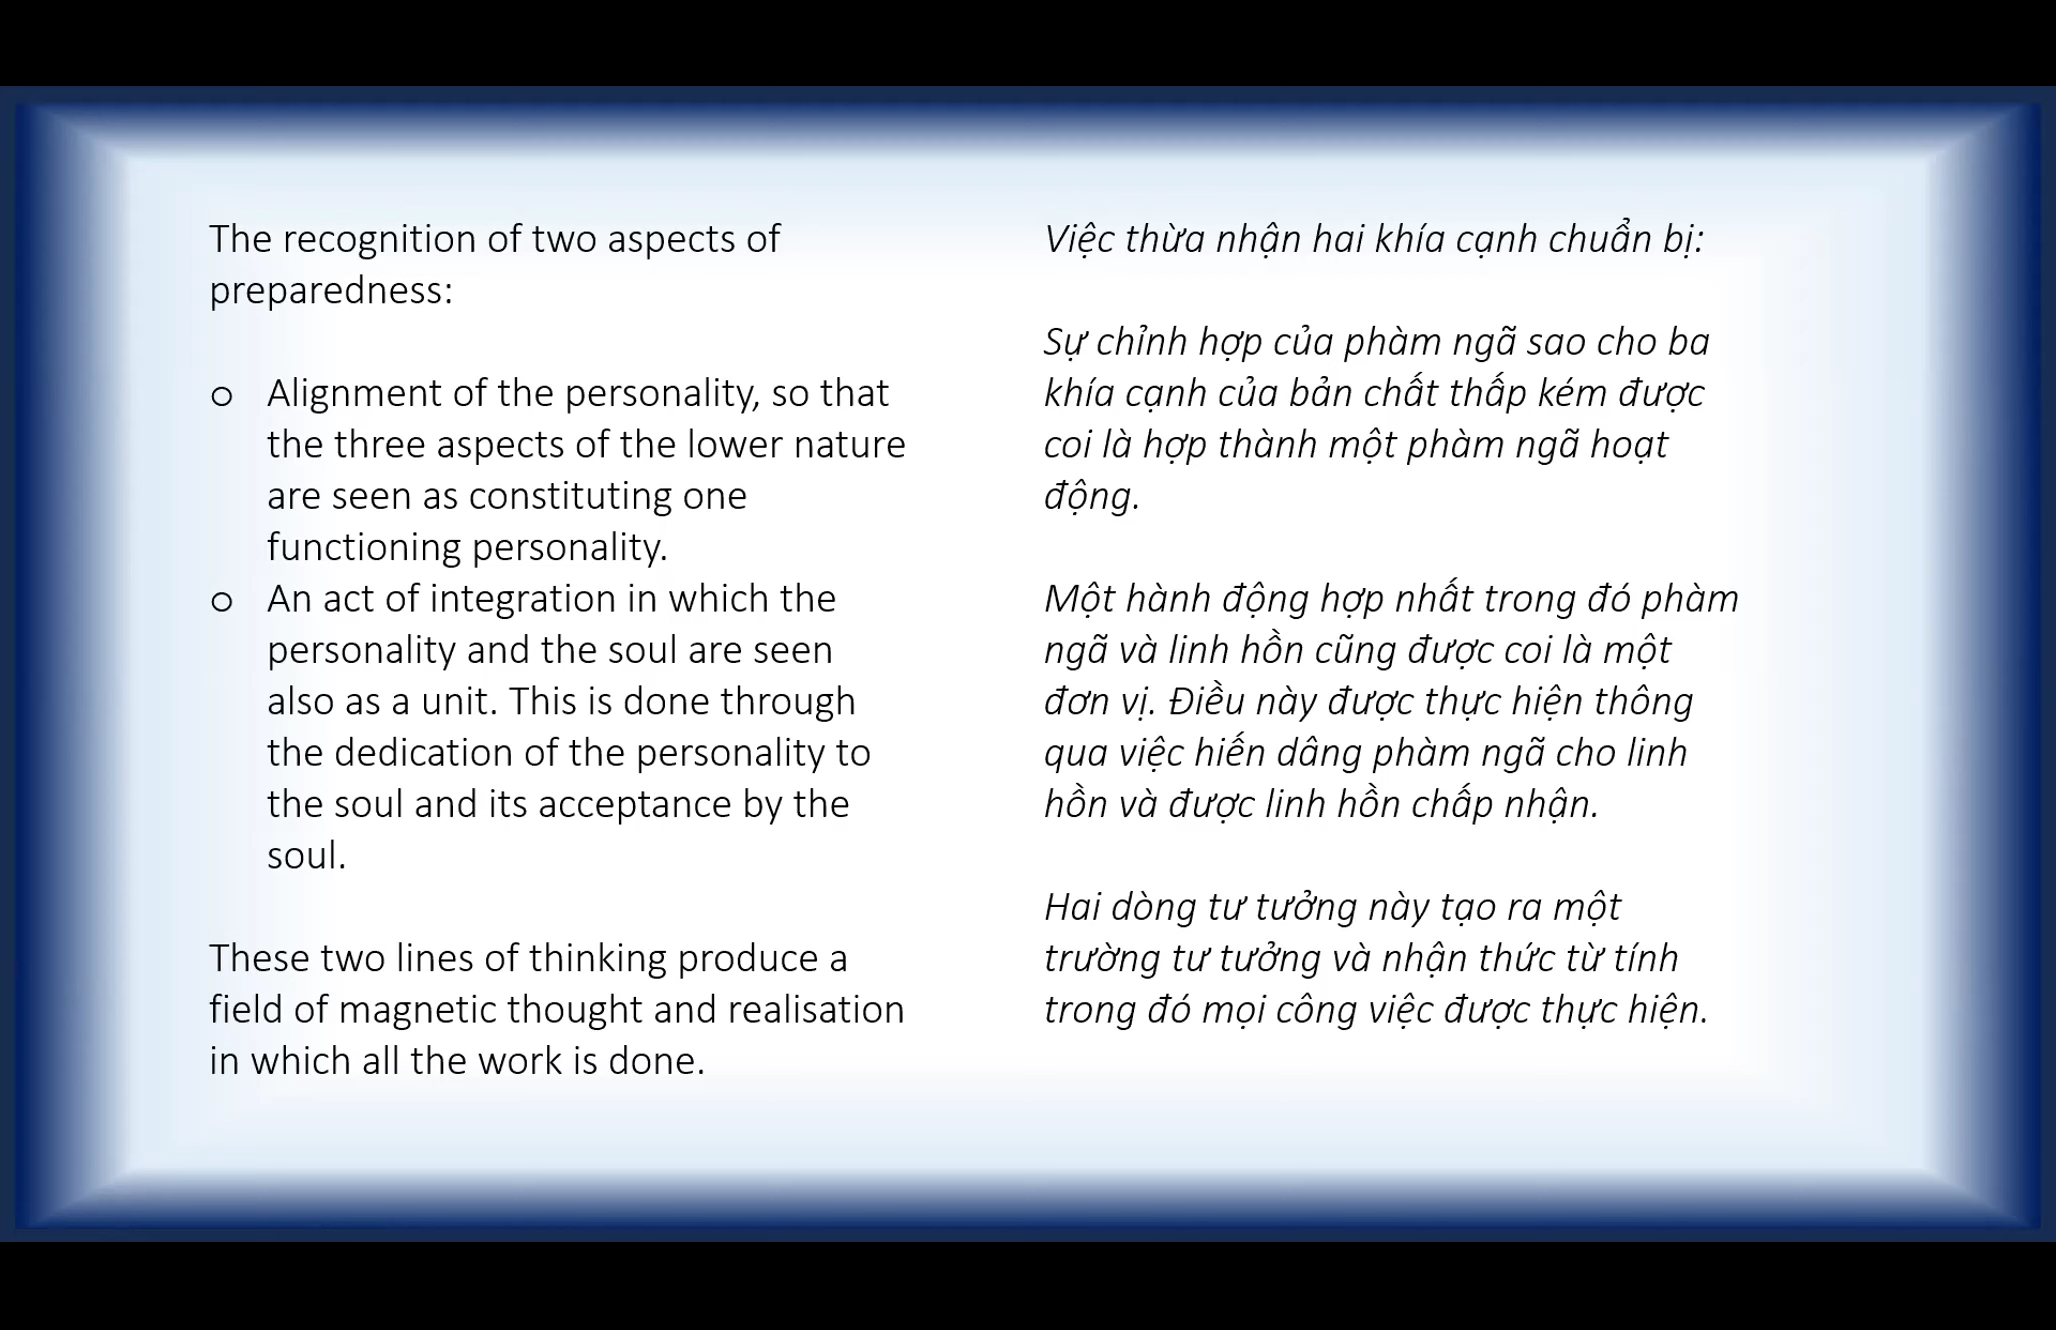 The recognition of two aspects of
preparedness:
o Alignment of the personality, so that
the three aspects of the lower nature
are seen as constituting one
functioning personality.
o An act of integration in which the
personality and the soul are seen
also as a unit. This is done through
the dedication of the personality to
the soul and its acceptance by the
soul.
These two lines of thinking produce a
field of magnetic thought and realisation
in which all the work is done.
Việc thừa nhận hai khía cạnh chuẩn bị:
Sự chỉnh hợp của phàm ngã sao cho ba
khía cạnh của bản chất thấp kém được
coi là hợp thành một phàm ngã hoạt
động.
Một hành động hợp nhất trong đó phàm
ngã và linh hồn cũng được coi là một
đơn vị. Điều này được thực hiện thông
qua việc hiến dâng phàm ngã cho linh
hồn và được linh hồn chấp nhận.
Hai dòng tư tưởng này tạo ra một
trường tư tưởng và nhận thức từ tính
trong đó mọi công việc được thực hiện.